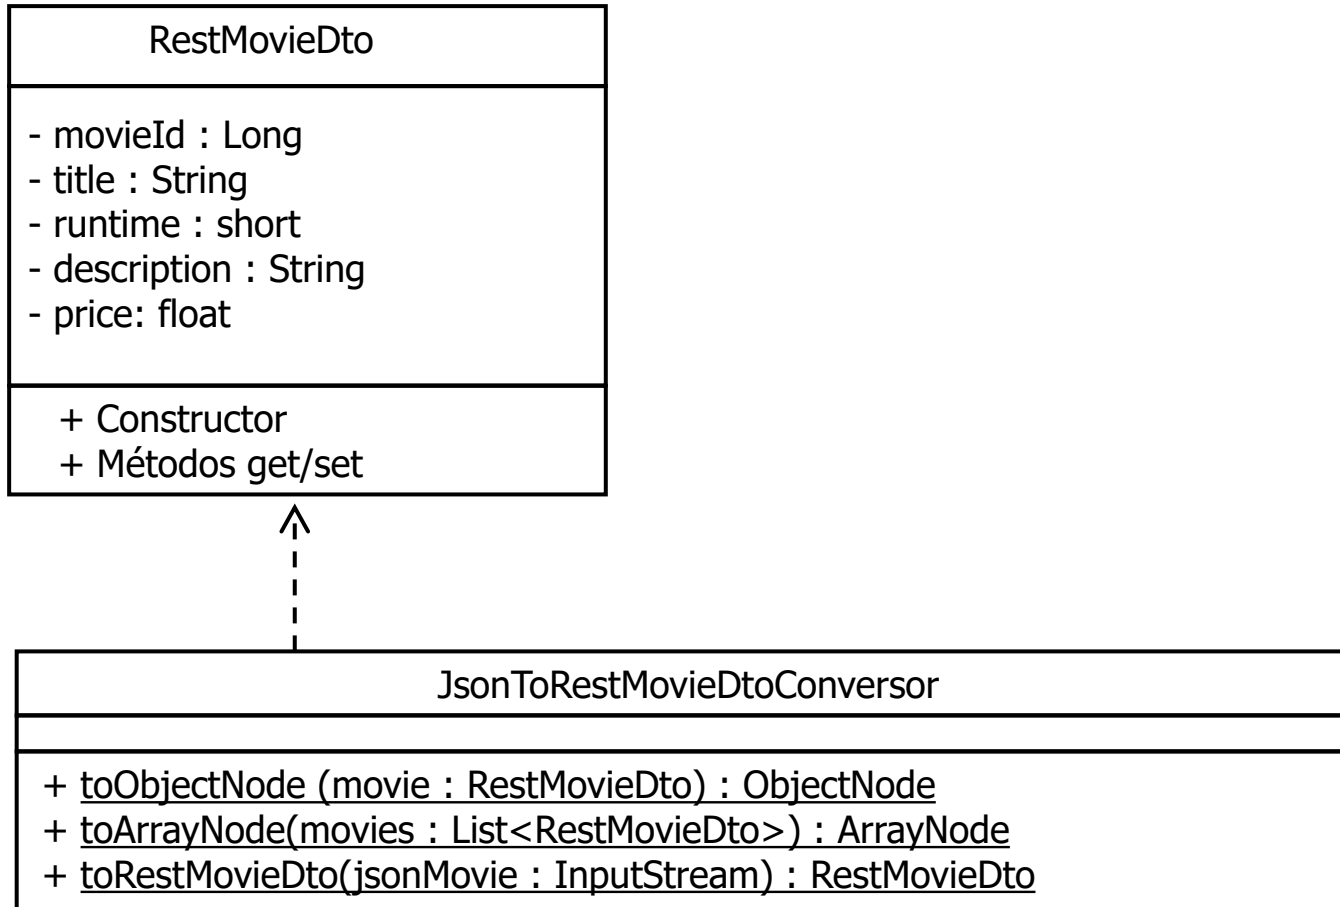 RestMovieDto
- movieId : Long
- title : String
- runtime : short
- description : String
- price: float
+ Constructor
+ Métodos get/set
JsonToRestMovieDtoConversor
+ toObjectNode (movie : RestMovieDto) : ObjectNode
+ toArrayNode(movies : List<RestMovieDto>) : ArrayNode
+ toRestMovieDto(jsonMovie : InputStream) : RestMovieDto